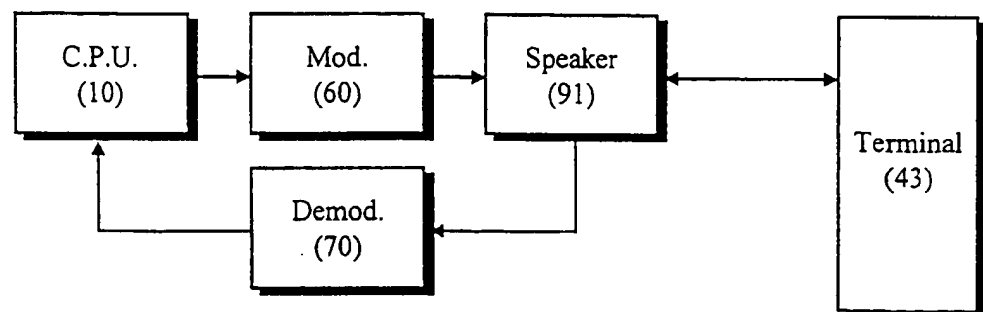 C.P.U.
(10)
Mod.
(60)
Speaker
(91)
Terminal
(43)
Demod.
(70)